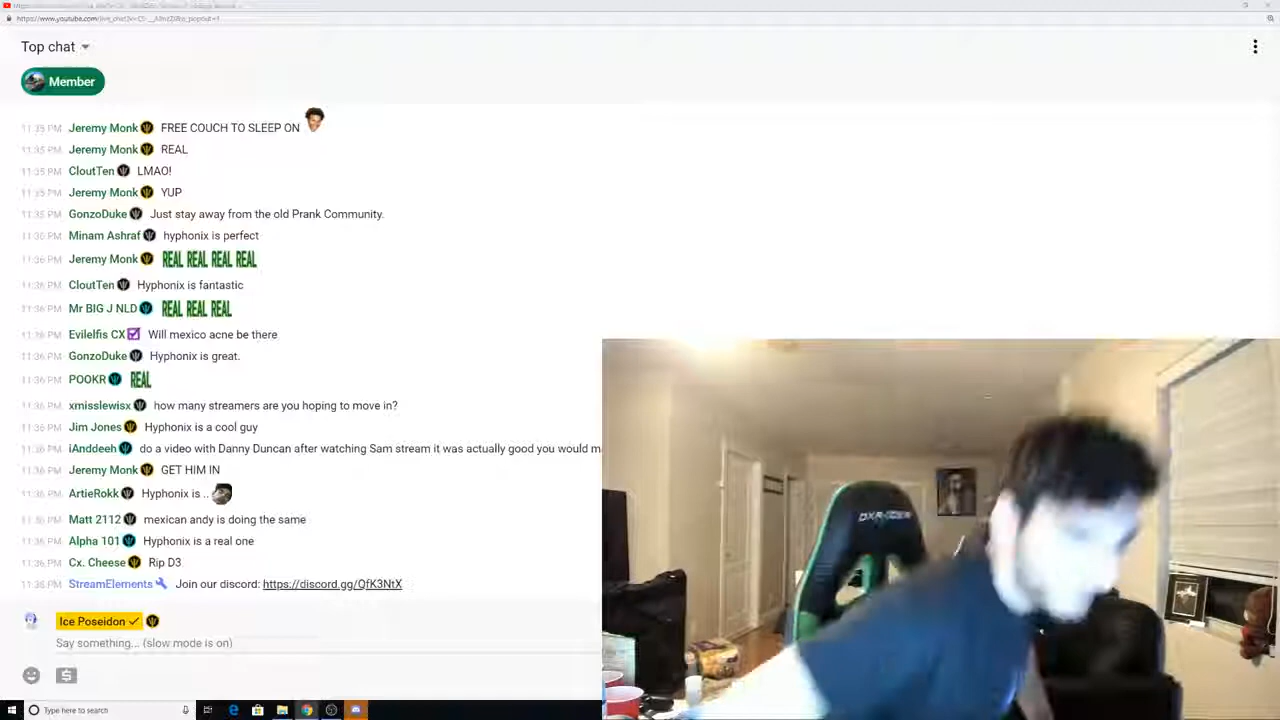 Top chat
Member
11:35 PM Jeremy Monk FREE COUCH TO SLEEP ON
11:35 PM Jeremy Monk REAL
11:35 PM CloutTen LMAO!
11:35 PM Jeremy Monk YUP
11:35 PM GonzoDuke Just stay away from the old Prank Community.
11:36 PM Minam Ashraf hyphonix is perfect
11:36 PM Jeremy Monk REAL REAL REAL REAL
11:36 PM CloutTen Hyphonix is fantastic
11:36 PM Mr BIG J NLD REAL REAL REAL
11:36 PM Evilelfis CX Will mexico acne be there
11:36 PM GonzoDuke Hyphonix is great.
11:36 PM POOKR REAL
11:36 PM xmisslewisx how many streamers are you hoping to move in?
11:36 PM Jim Jones Hyphonix is a cool guy
11:36 PM iAnddeeh do a video with Danny Duncan after watching Sam stream it was actually good you would m
11:36 PM Jeremy Monk GET HIM IN
11:36 PM ArtieRokk Hyphonix is ..
11:36 PM Matt 2112 mexican andy is doing the same
11:36 PM Alpha 101 Hyphonix is a real one
11:36 PM Cx. Cheese Rip D3
11:36 PM StreamElements Join our discord: https://discord.gg/QfK3NtX
Ice Poseidon
Say something... (slow mode is on)
DXRACER
Type here to search